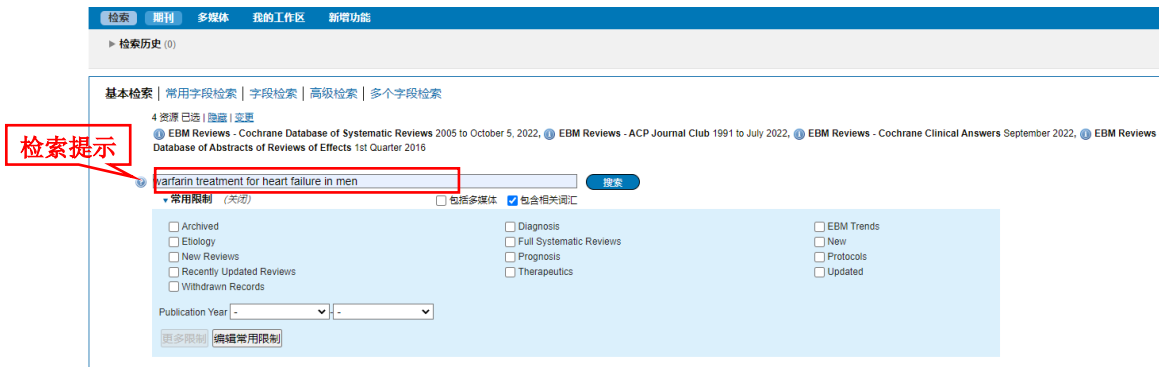 检索 期刊 多媒体 我的工作区 新增功能
▶ 检索历史 (0)
基本检索 | 常用字段检索 | 字段检索 | 高级检索 | 多个字段检索
4 资源 已选 | 隐藏 | 变更
EBM Reviews - Cochrane Database of Systematic Reviews 2005 to October 5, 2022, EBM Reviews - ACP Journal Club 1991 to July 2022, EBM Reviews - Cochrane Clinical Answers September 2022, EBM Reviews
Database of Abstracts of Reviews of Effects 1st Quarter 2016
检索提示
warfarin treatment for heart failure in men 搜索
▼ 常用限制 (关闭) 包括多媒体 包含相关词汇
Archived Diagnosis EBM Trends
Etiology Full Systematic Reviews New
New Reviews Prognosis Protocols
Recently Updated Reviews Therapeutics Updated
Withdrawn Records
Publication Year - - -
更多限制 编辑常用限制